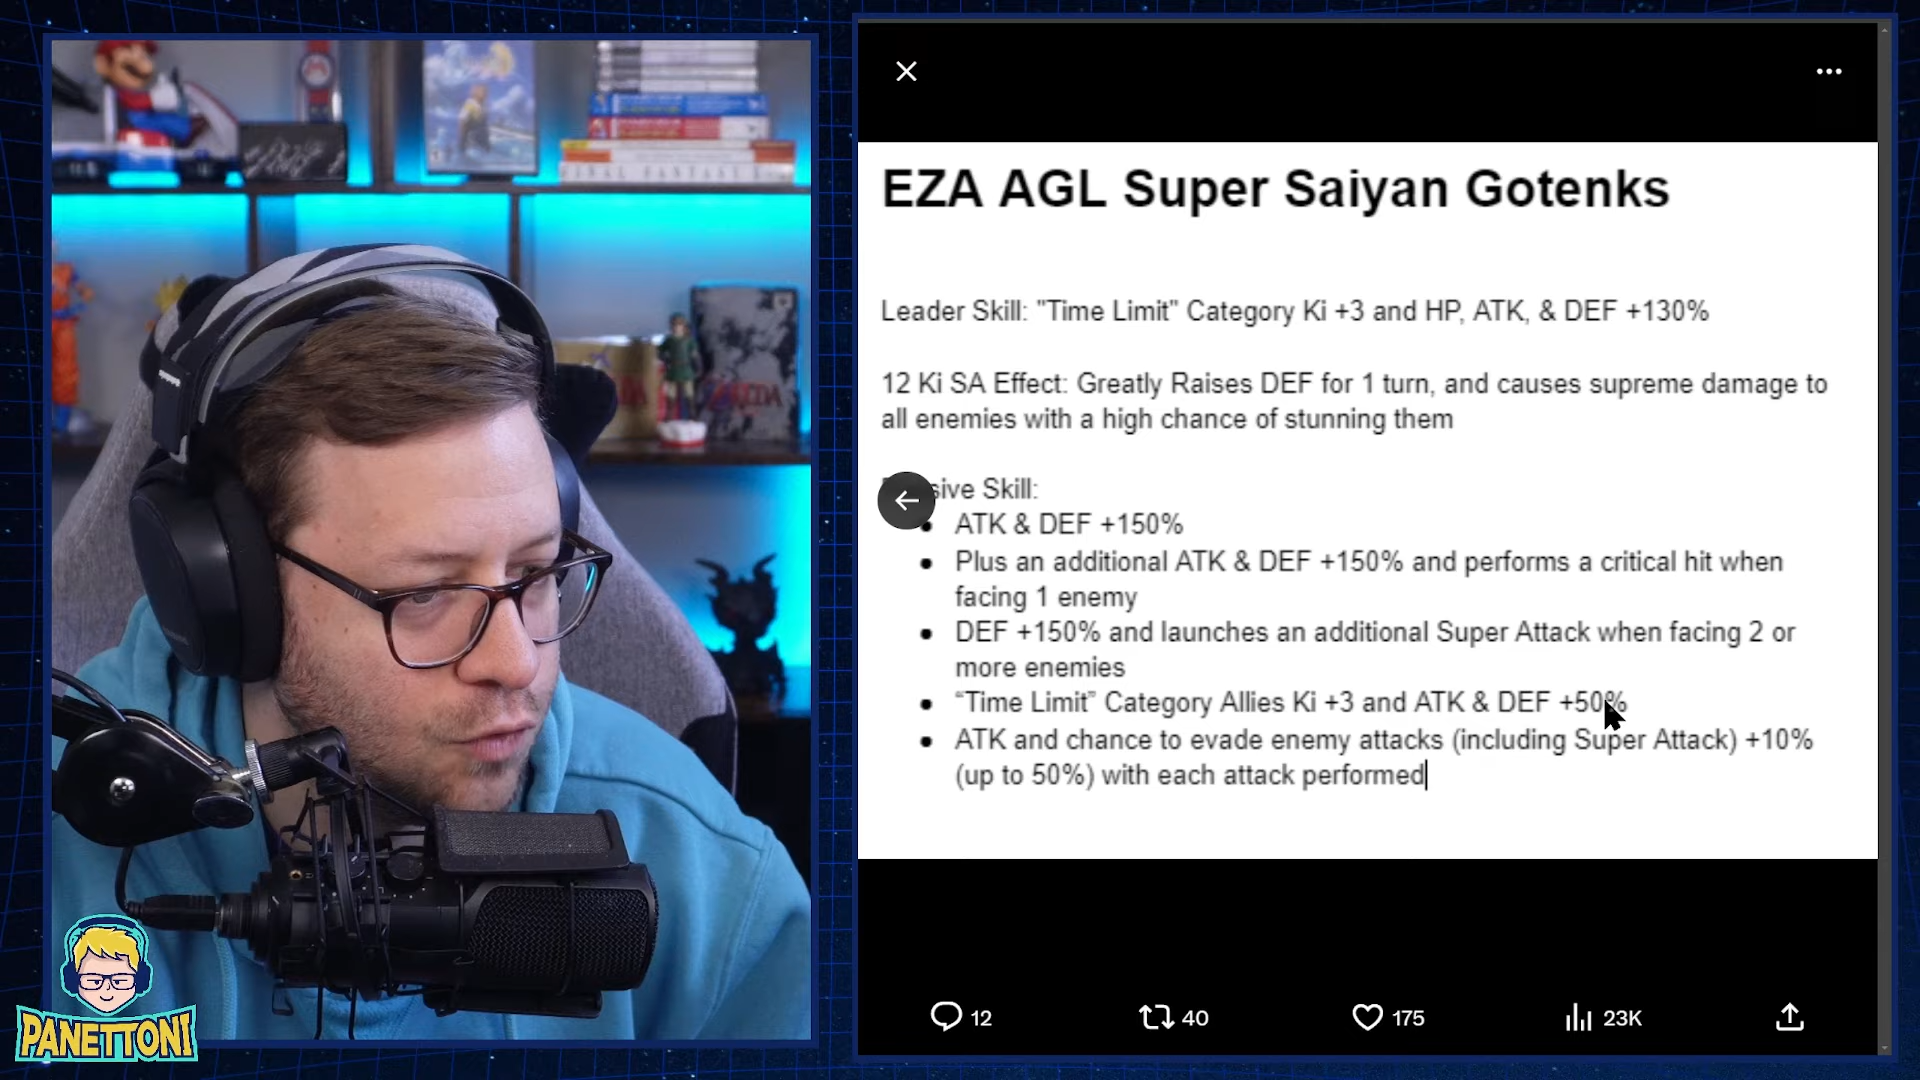 FINAL FANTASY
ZELDA
PANETTONI
EZA AGL Super Saiyan Gotenks
Leader Skill: "Time Limit" Category Ki +3 and HP, ATK, & DEF +130%
12 Ki SA Effect: Greatly Raises DEF for 1 turn, and causes supreme damage to
all enemies with a high chance of stunning them
sive Skill:
● ATK & DEF +150%
● Plus an additional ATK & DEF +150% and performs a critical hit when
facing 1 enemy
● DEF +150% and launches an additional Super Attack when facing 2 or
more enemies
● “Time Limit” Category Allies Ki +3 and ATK & DEF +50%
● ATK and chance to evade enemy attacks (including Super Attack) +10%
(up to 50%) with each attack performed
12 40 175 23K